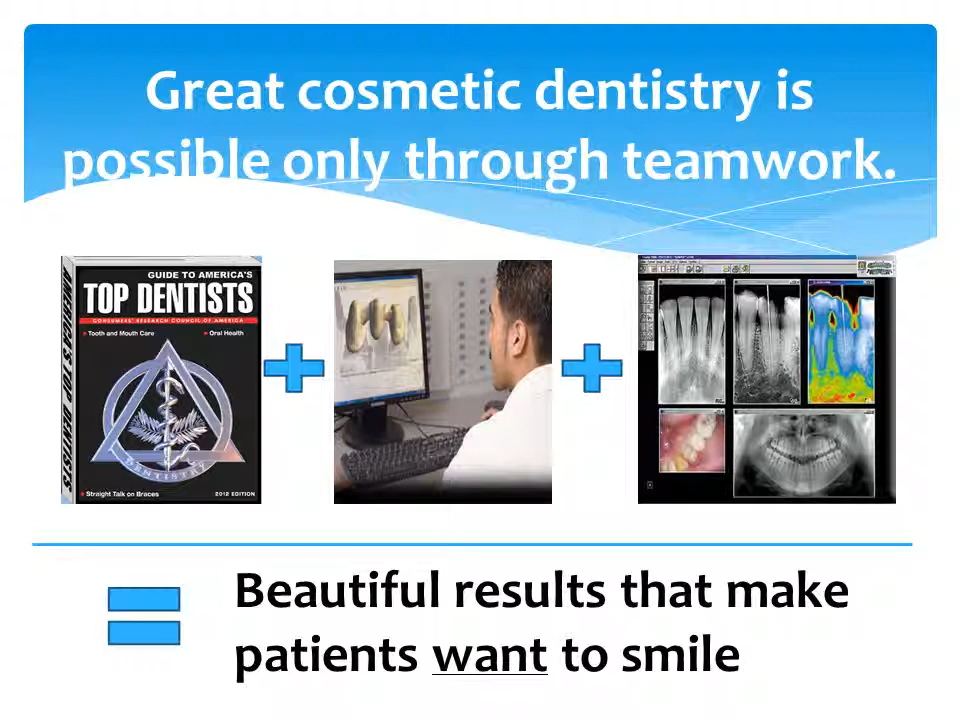 Great cosmetic dentistry is
possible only through teamwork.
GUIDE TO AMERICA'S
TOP DENTISTS
CONSUMERS' RESEARCH COUNCIL OF AMERICA
Tooth and Mouth Care
Oral Health
DENTISTRY
Straight Talk on Braces
2012 EDITION
AMERICA'S TOP DENTISTS
Beautiful results that make
patients want to smile